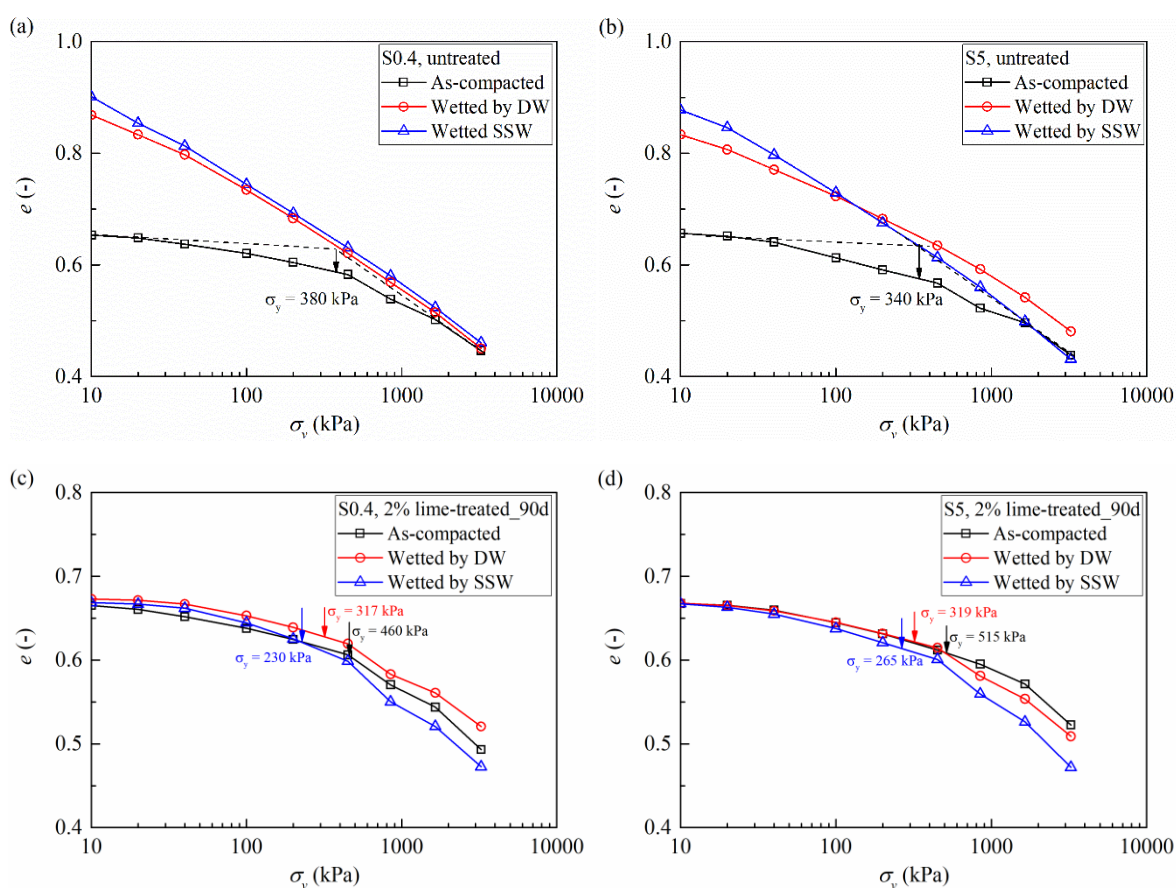 (a)
1.0
0.8
0.6
0.4
e (-)
S0.4, untreated
As-compacted
Wetted by DW
Wetted SSW
σy = 380 kPa
10
100
1000
10000
σv (kPa)
(b)
1.0
0.8
0.6
0.4
e (-)
S5, untreated
As-compacted
Wetted by DW
Wetted by SSW
σy = 340 kPa
10
100
1000
10000
σv (kPa)
(c)
0.8
0.7
0.6
0.5
0.4
e (-)
S0.4, 2% lime-treated_90d
As-compacted
Wetted by DW
Wetted by SSW
σy = 317 kPa
σy = 460 kPa
σy = 230 kPa
10
100
1000
10000
σv (kPa)
(d)
0.8
0.7
0.6
0.5
0.4
e (-)
S5, 2% lime-treated_90d
As-compacted
Wetted by DW
Wetted by SSW
σy = 319 kPa
σy = 515 kPa
σy = 265 kPa
10
100
1000
10000
σv (kPa)